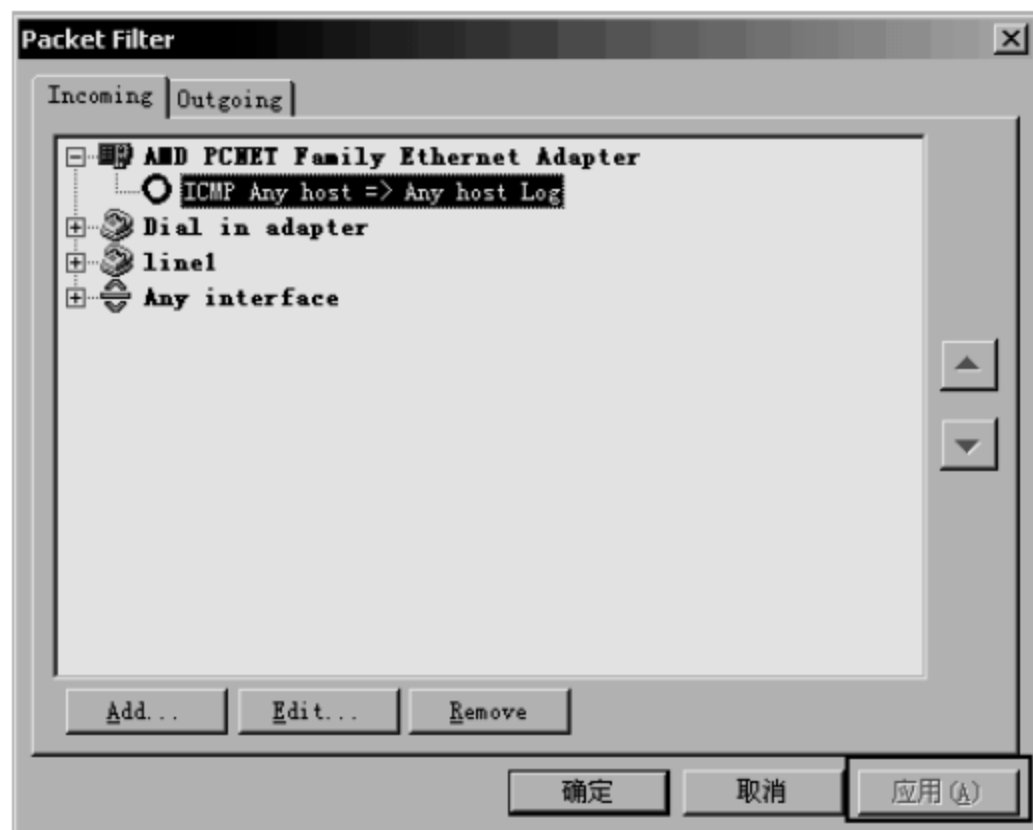 Packet Filter
Incoming Outgoing
AMD PCNET Family Ethernet Adapter
ICMP Any host => Any host Log
Dial in adapter
line1
Any interface
Add... Edit... Remove
确定 取消 应用(A)